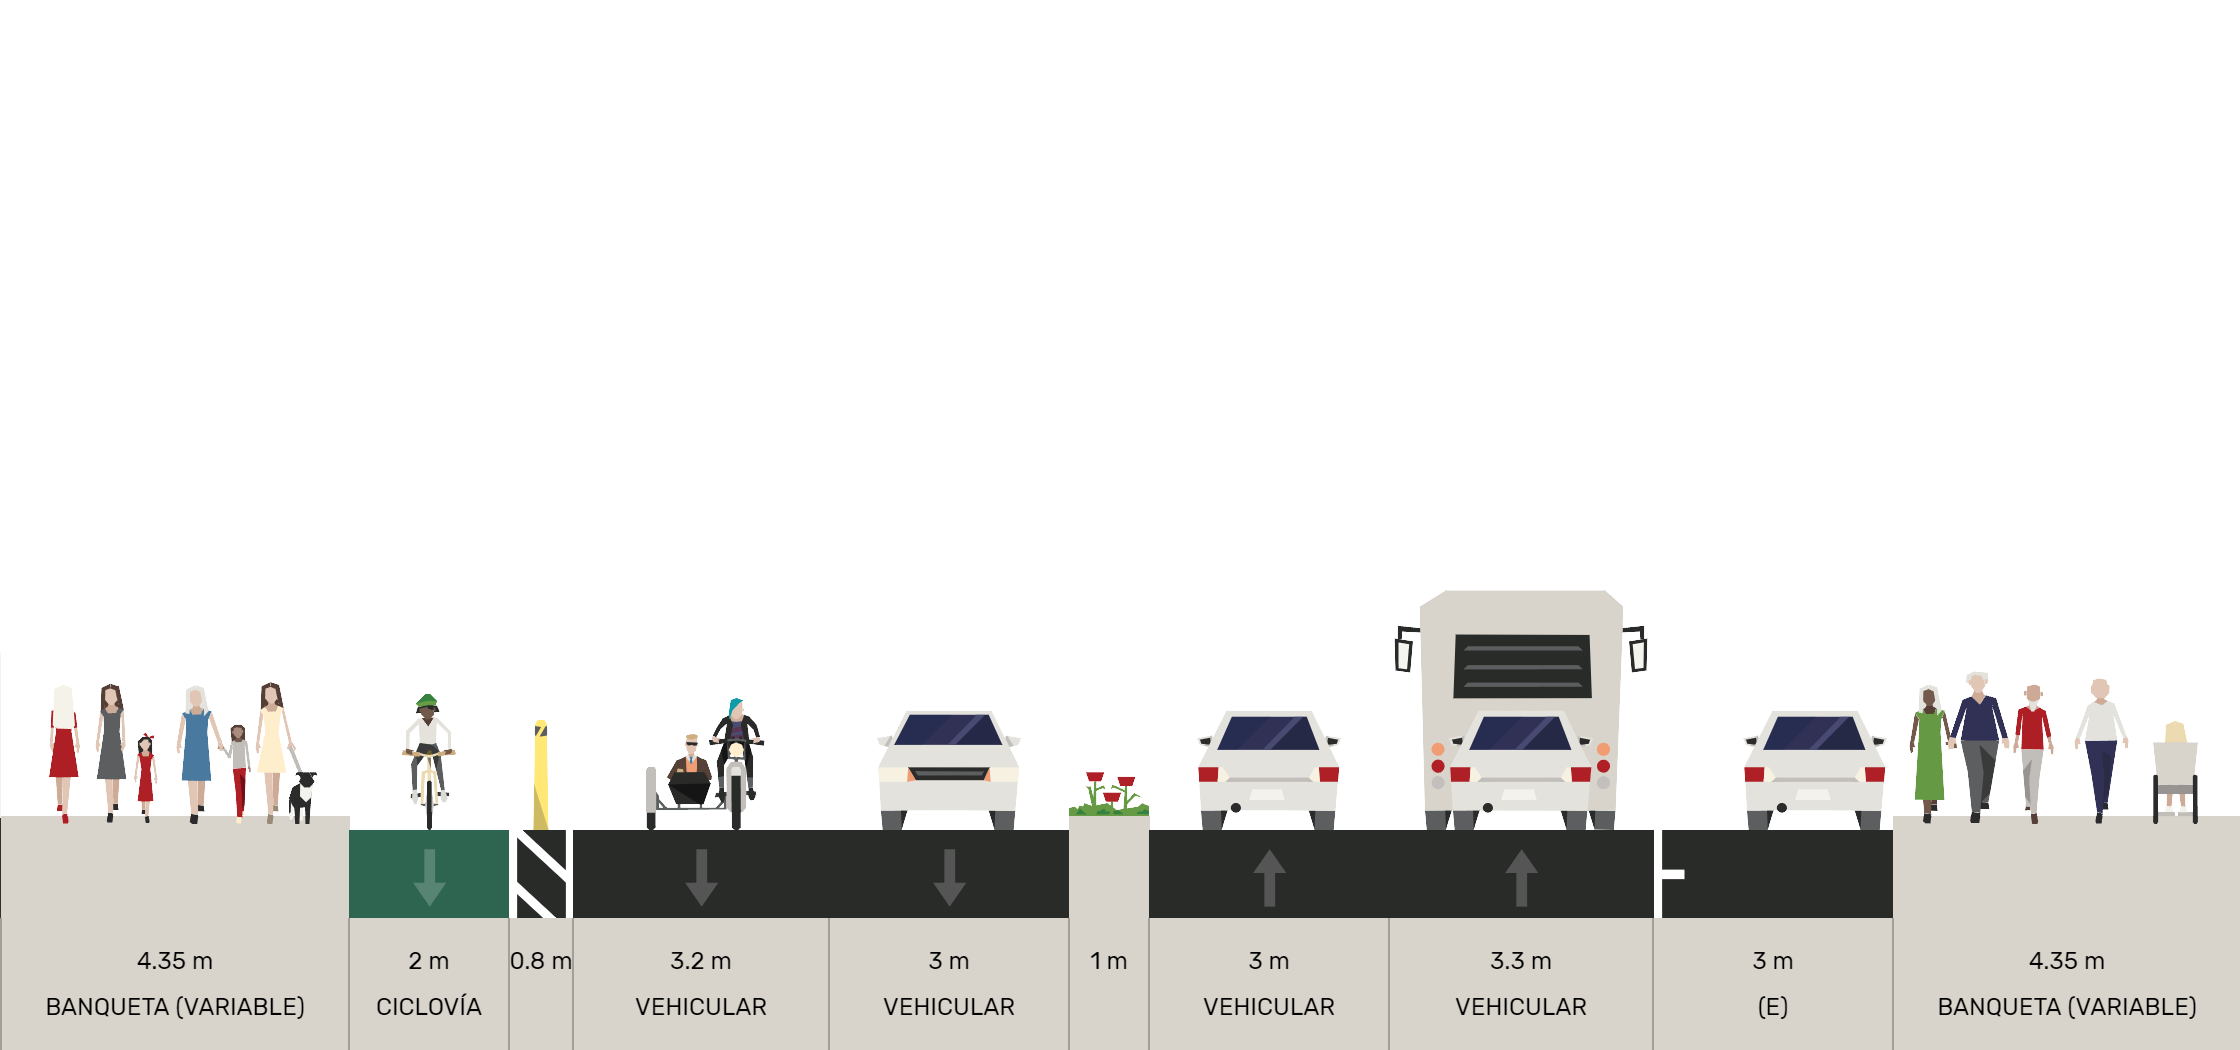 4.35 m
BANQUETA (VARIABLE)
2 m
CICLOVÍA
0.8 m
3.2 m
VEHICULAR
3 m
VEHICULAR
1 m
3 m
VEHICULAR
3.3 m
VEHICULAR
3 m
(E)
4.35 m
BANQUETA (VARIABLE)